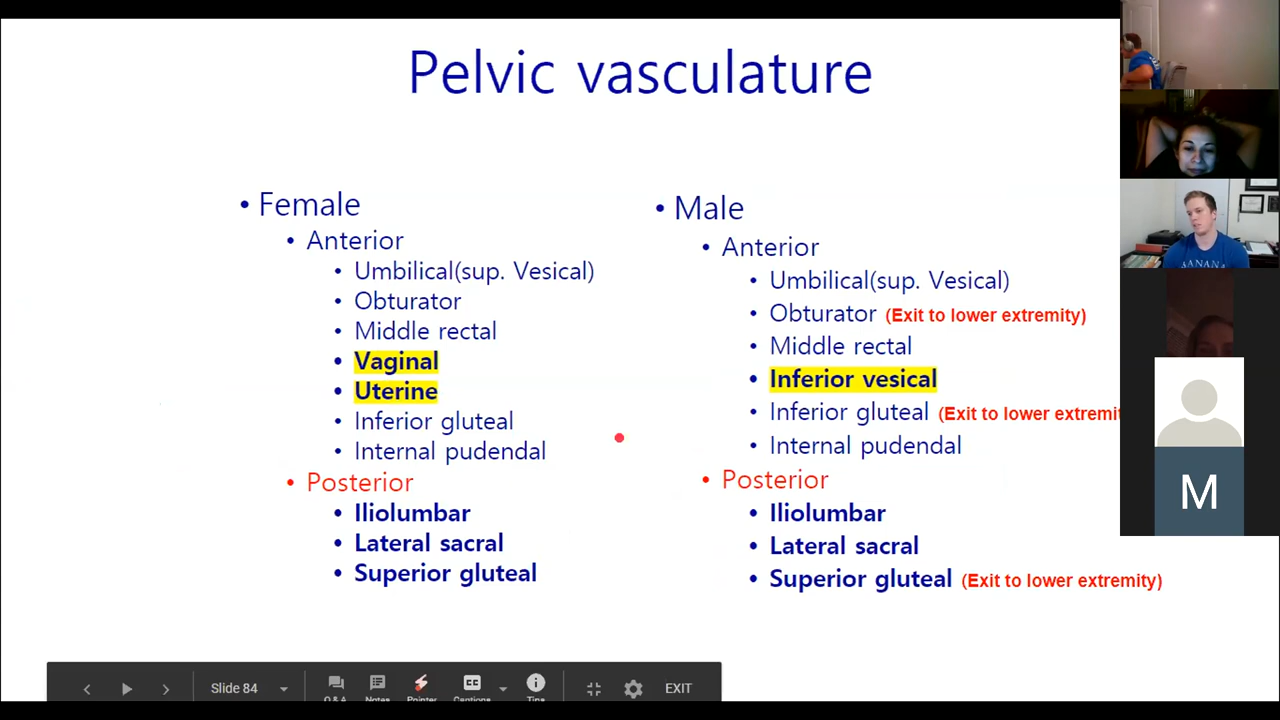 Pelvic vasculature
• Female
• Anterior
• Umbilical(sup. Vesical)
• Obturator
• Middle rectal
• Vaginal
• Uterine
• Inferior gluteal
• Internal pudendal
• Posterior
• Iliolumbar
• Lateral sacral
• Superior gluteal
• Male
• Anterior
• Umbilical(sup. Vesical)
• Obturator (Exit to lower extremity)
• Middle rectal
• Inferior vesical
• Inferior gluteal (Exit to lower extremit
• Internal pudendal
• Posterior
• Iliolumbar
• Lateral sacral
• Superior gluteal (Exit to lower extremity)
M
Slide 84
Q & A
Notes
Pointer
Captions
Tips
EXIT